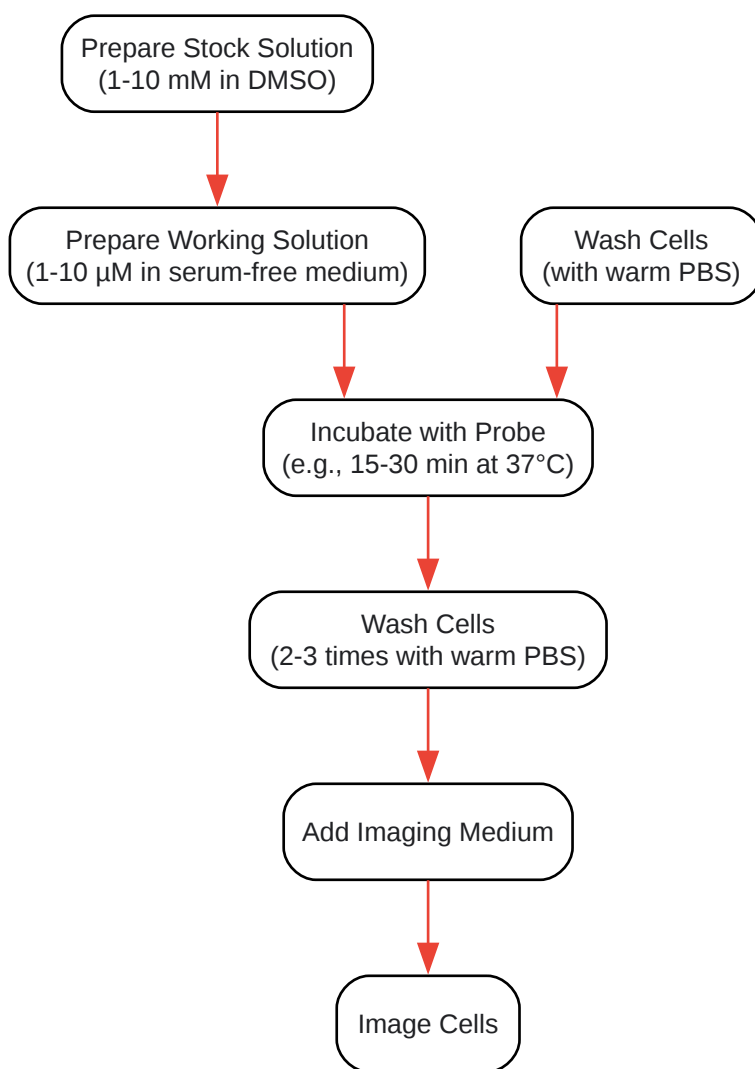 Prepare Stock Solution
(1-10 mM in DMSO)
Prepare Working Solution
(1-10 µM in serum-free medium)
Wash Cells
(with warm PBS)
Incubate with Probe
(e.g., 15-30 min at 37°C)
Wash Cells
(2-3 times with warm PBS)
Add Imaging Medium
Image Cells